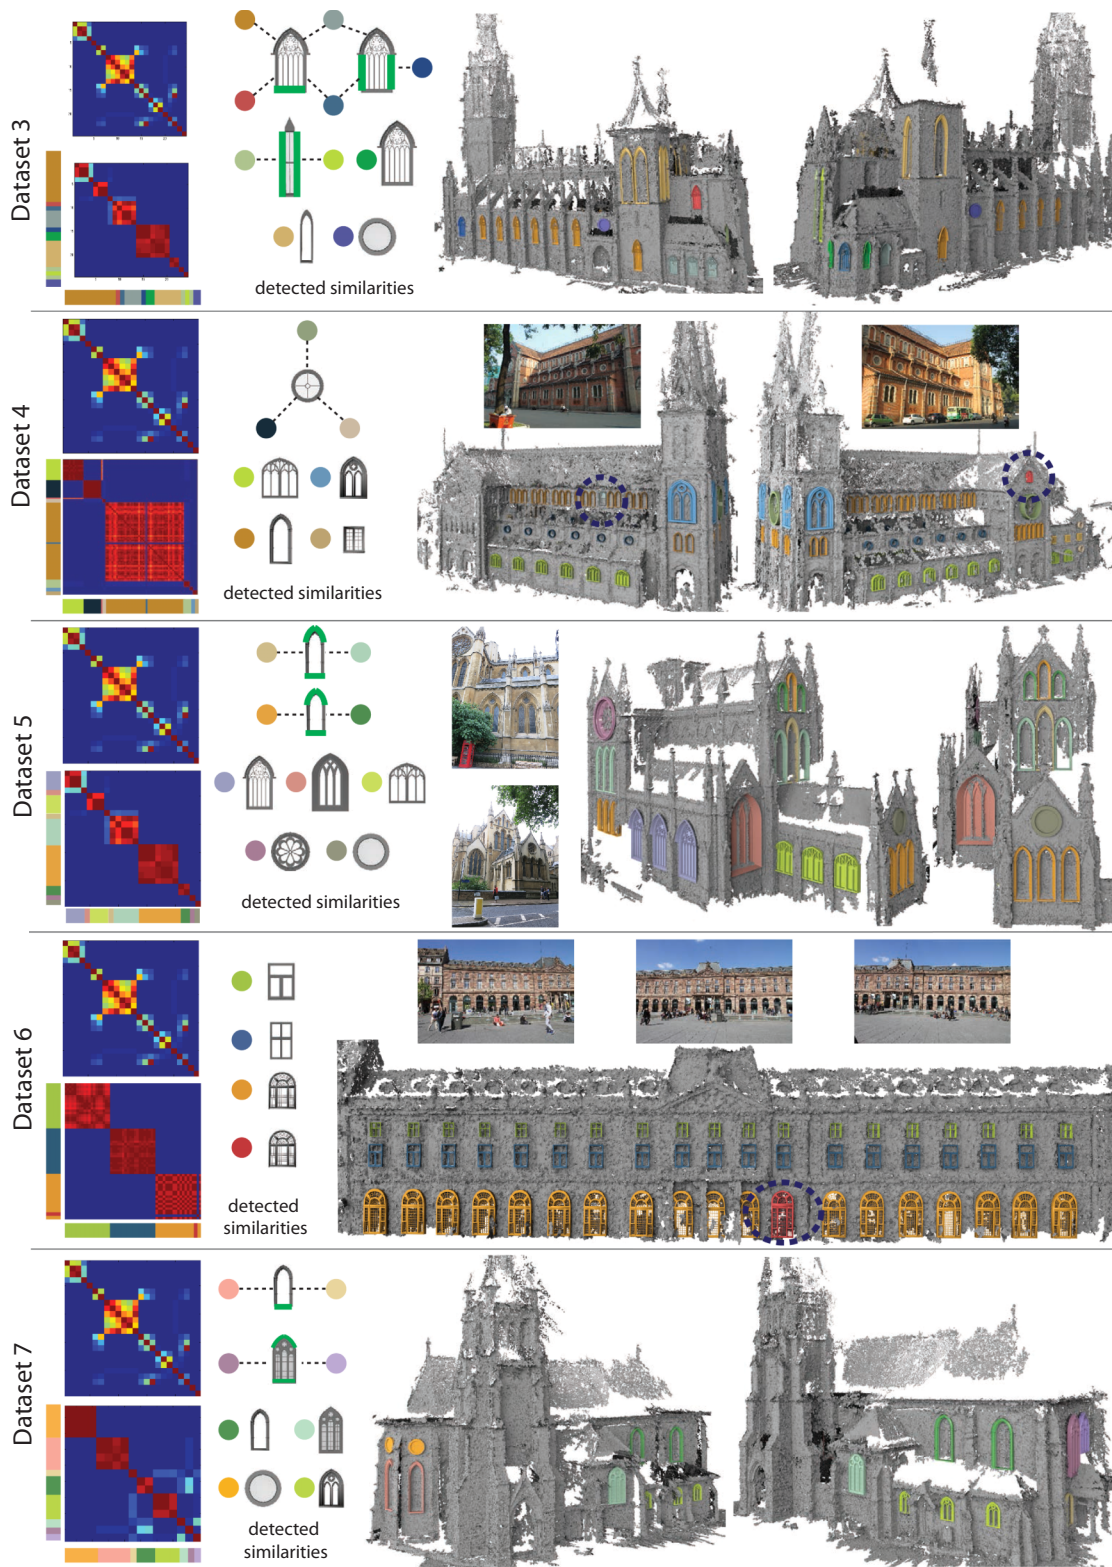 Dataset 3
detected similarities
Dataset 4
detected similarities
Dataset 5
detected similarities
Dataset 6
detected
similarities
Dataset 7
detected
similarities